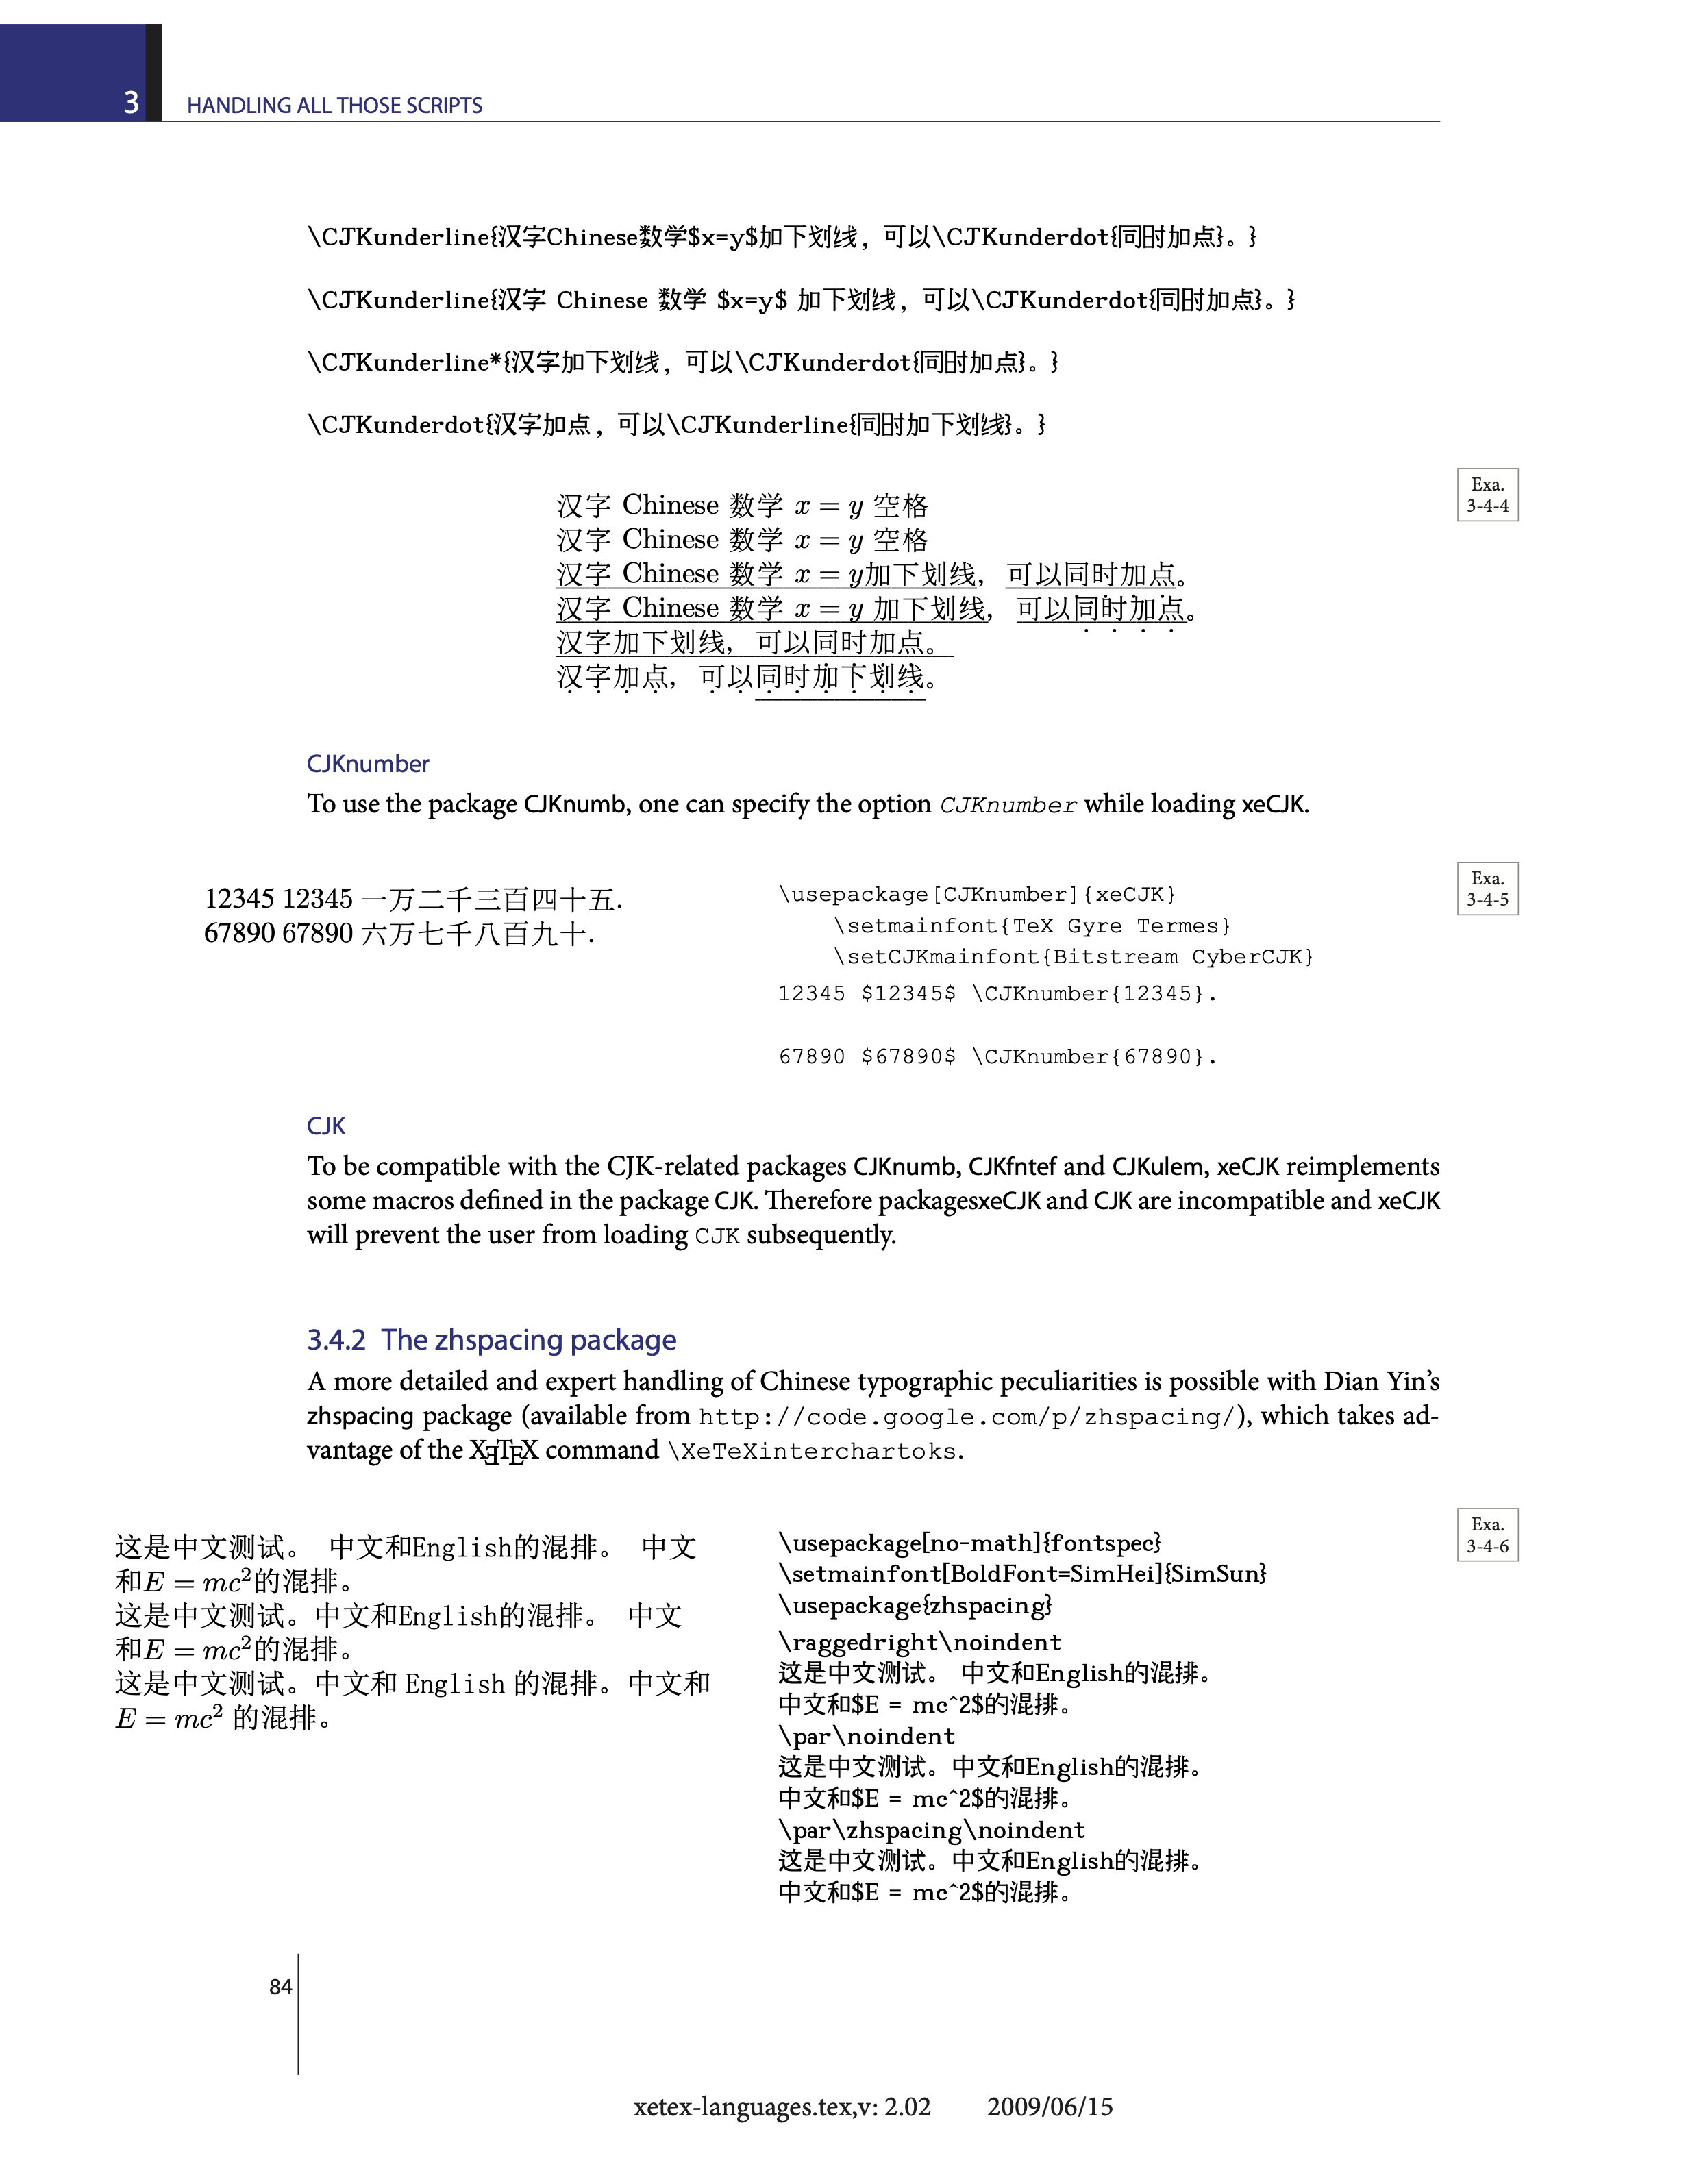 3 HANDLING ALL THOSE SCRIPTS
\CJKunderline{汉字Chinese数学$x=y$加下划线，可以\CJKunderdot{同时加点}。}
\CJKunderline{汉字 Chinese 数学 $x=y$ 加下划线，可以\CJKunderdot{同时加点}。}
\CJKunderline*{汉字加下划线，可以\CJKunderdot{同时加点}。}
\CJKunderdot{汉字加点，可以\CJKunderline{同时加下划线}。}
Exa.
3-4-4
汉字 Chinese 数学 x = y 空格
汉字 Chinese 数学 x = y 空格
汉字 Chinese 数学 x = y加下划线，可以同时加点。
汉字 Chinese 数学 x = y 加下划线，可以同时加点。
汉字加下划线，可以同时加点。
汉字加点，可以同时加下划线。
CJKnumber
To use the package CJKnumb, one can specify the option CJKnumber while loading xeCJK.
Exa.
3-4-5
12345 12345 一万二千三百四十五.
67890 67890 六万七千八百九十.
\usepackage[CJKnumber]{xeCJK}
\setmainfont{TeX Gyre Termes}
\setCJKmainfont{Bitstream CyberCJK}
12345 $12345$ \CJKnumber{12345}.
67890 $67890$ \CJKnumber{67890}.
CJK
To be compatible with the CJK-related packages CJKnumb, CJKfntef and CJKulem, xeCJK reimplements
some macros defined in the package CJK. Therefore packagesxeCJK and CJK are incompatible and xeCJK
will prevent the user from loading CJK subsequently.
3.4.2 The zhspacing package
A more detailed and expert handling of Chinese typographic peculiarities is possible with Dian Yin’s
zhspacing package (available from http://code.google.com/p/zhspacing/), which takes ad-
vantage of the XƎTEX command \XeTeXinterchartoks.
Exa.
3-4-6
这是中文测试。 中文和English的混排。 中文
和E = mc²的混排。
这是中文测试。中文和English的混排。 中文
和E = mc²的混排。
这是中文测试。中文和 English 的混排。中文和
E = mc² 的混排。
\usepackage[no-math]{fontspec}
\setmainfont[BoldFont=SimHei]{SimSun}
\usepackage{zhspacing}
\raggedright\noindent
这是中文测试。 中文和English的混排。
中文和$E = mc^2$的混排。
\par\noindent
这是中文测试。中文和English的混排。
中文和$E = mc^2$的混排。
\par\zhspacing\noindent
这是中文测试。中文和English的混排。
中文和$E = mc^2$的混排。
84
xetex-languages.tex,v: 2.02 2009/06/15